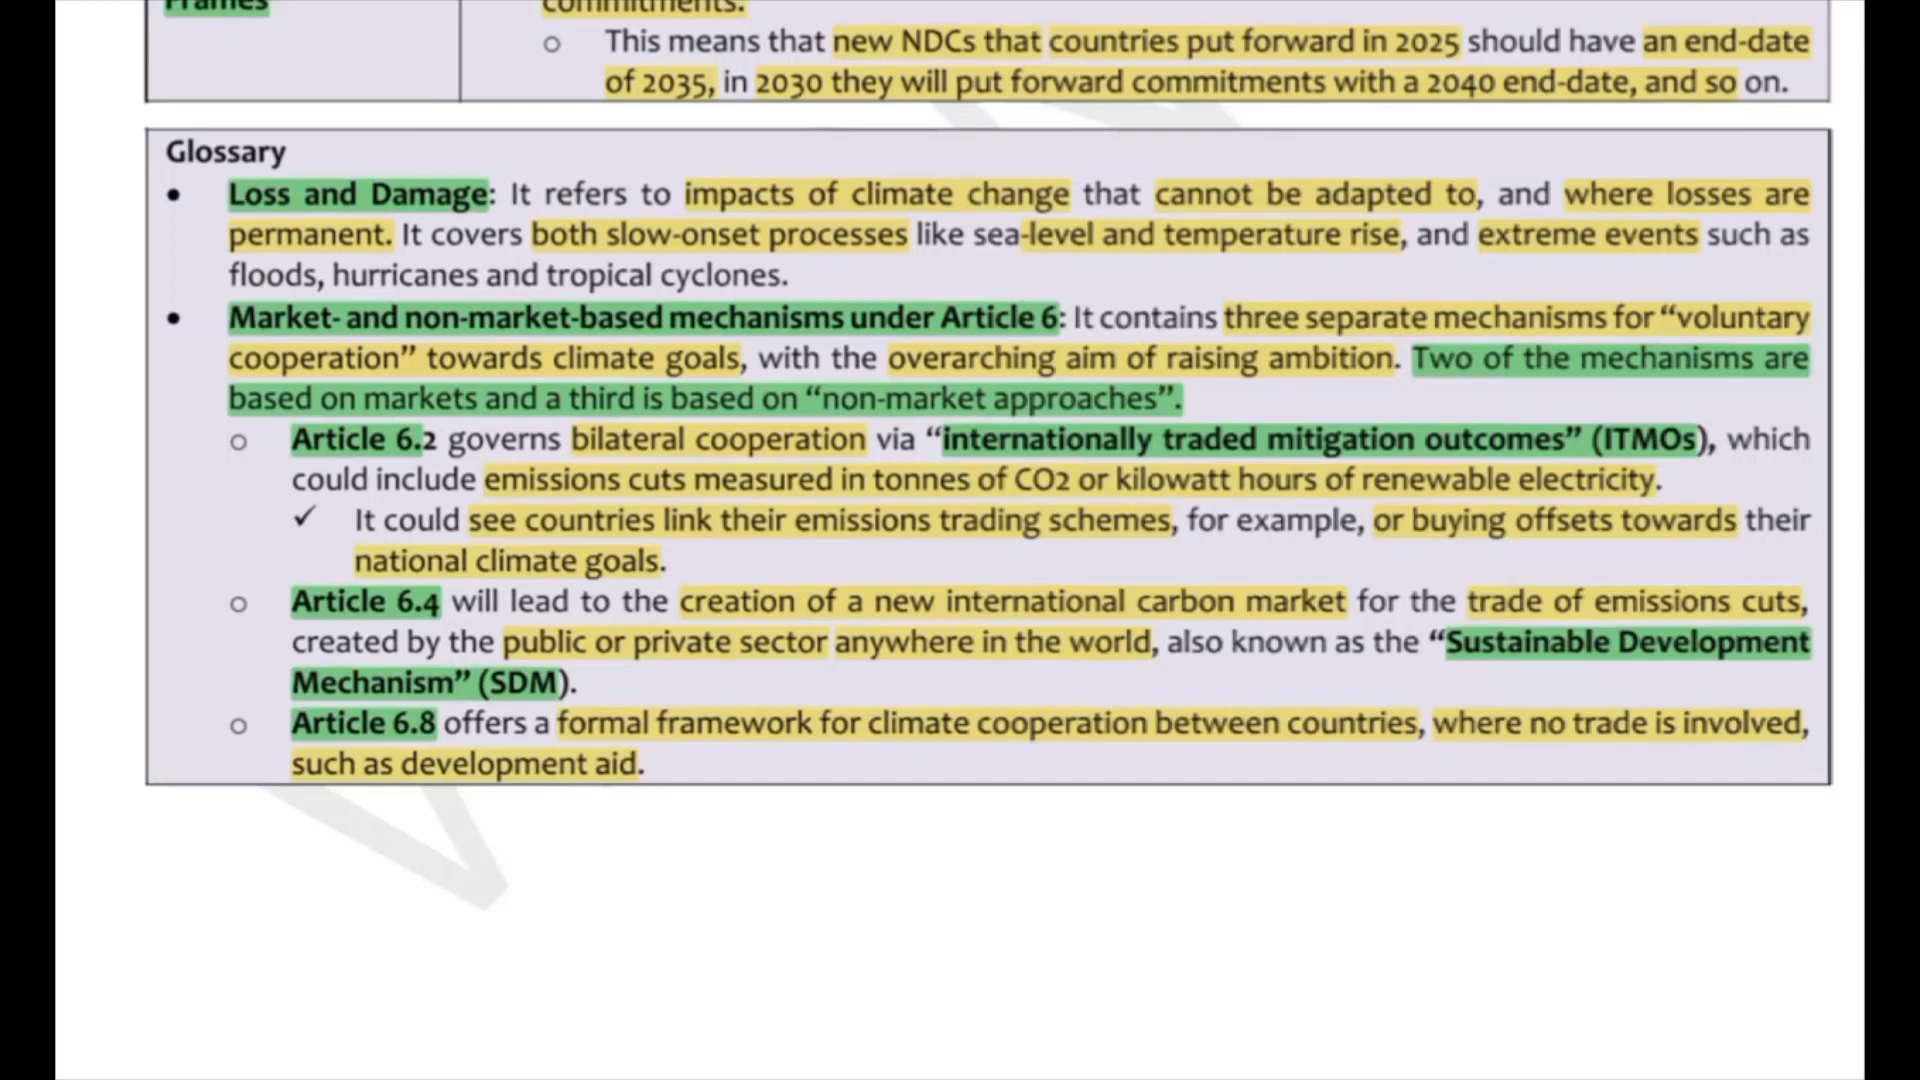 Frames
commitments.
○ This means that new NDCs that countries put forward in 2025 should have an end-date
of 2035, in 2030 they will put forward commitments with a 2040 end-date, and so on.
Glossary
• Loss and Damage: It refers to impacts of climate change that cannot be adapted to, and where losses are
permanent. It covers both slow-onset processes like sea-level and temperature rise, and extreme events such as
floods, hurricanes and tropical cyclones.
• Market- and non-market-based mechanisms under Article 6: It contains three separate mechanisms for “voluntary
cooperation” towards climate goals, with the overarching aim of raising ambition. Two of the mechanisms are
based on markets and a third is based on “non-market approaches”.
○ Article 6.2 governs bilateral cooperation via “internationally traded mitigation outcomes” (ITMOs), which
could include emissions cuts measured in tonnes of CO2 or kilowatt hours of renewable electricity.
✓ It could see countries link their emissions trading schemes, for example, or buying offsets towards their
national climate goals.
○ Article 6.4 will lead to the creation of a new international carbon market for the trade of emissions cuts,
created by the public or private sector anywhere in the world, also known as the “Sustainable Development
Mechanism” (SDM).
○ Article 6.8 offers a formal framework for climate cooperation between countries, where no trade is involved,
such as development aid.